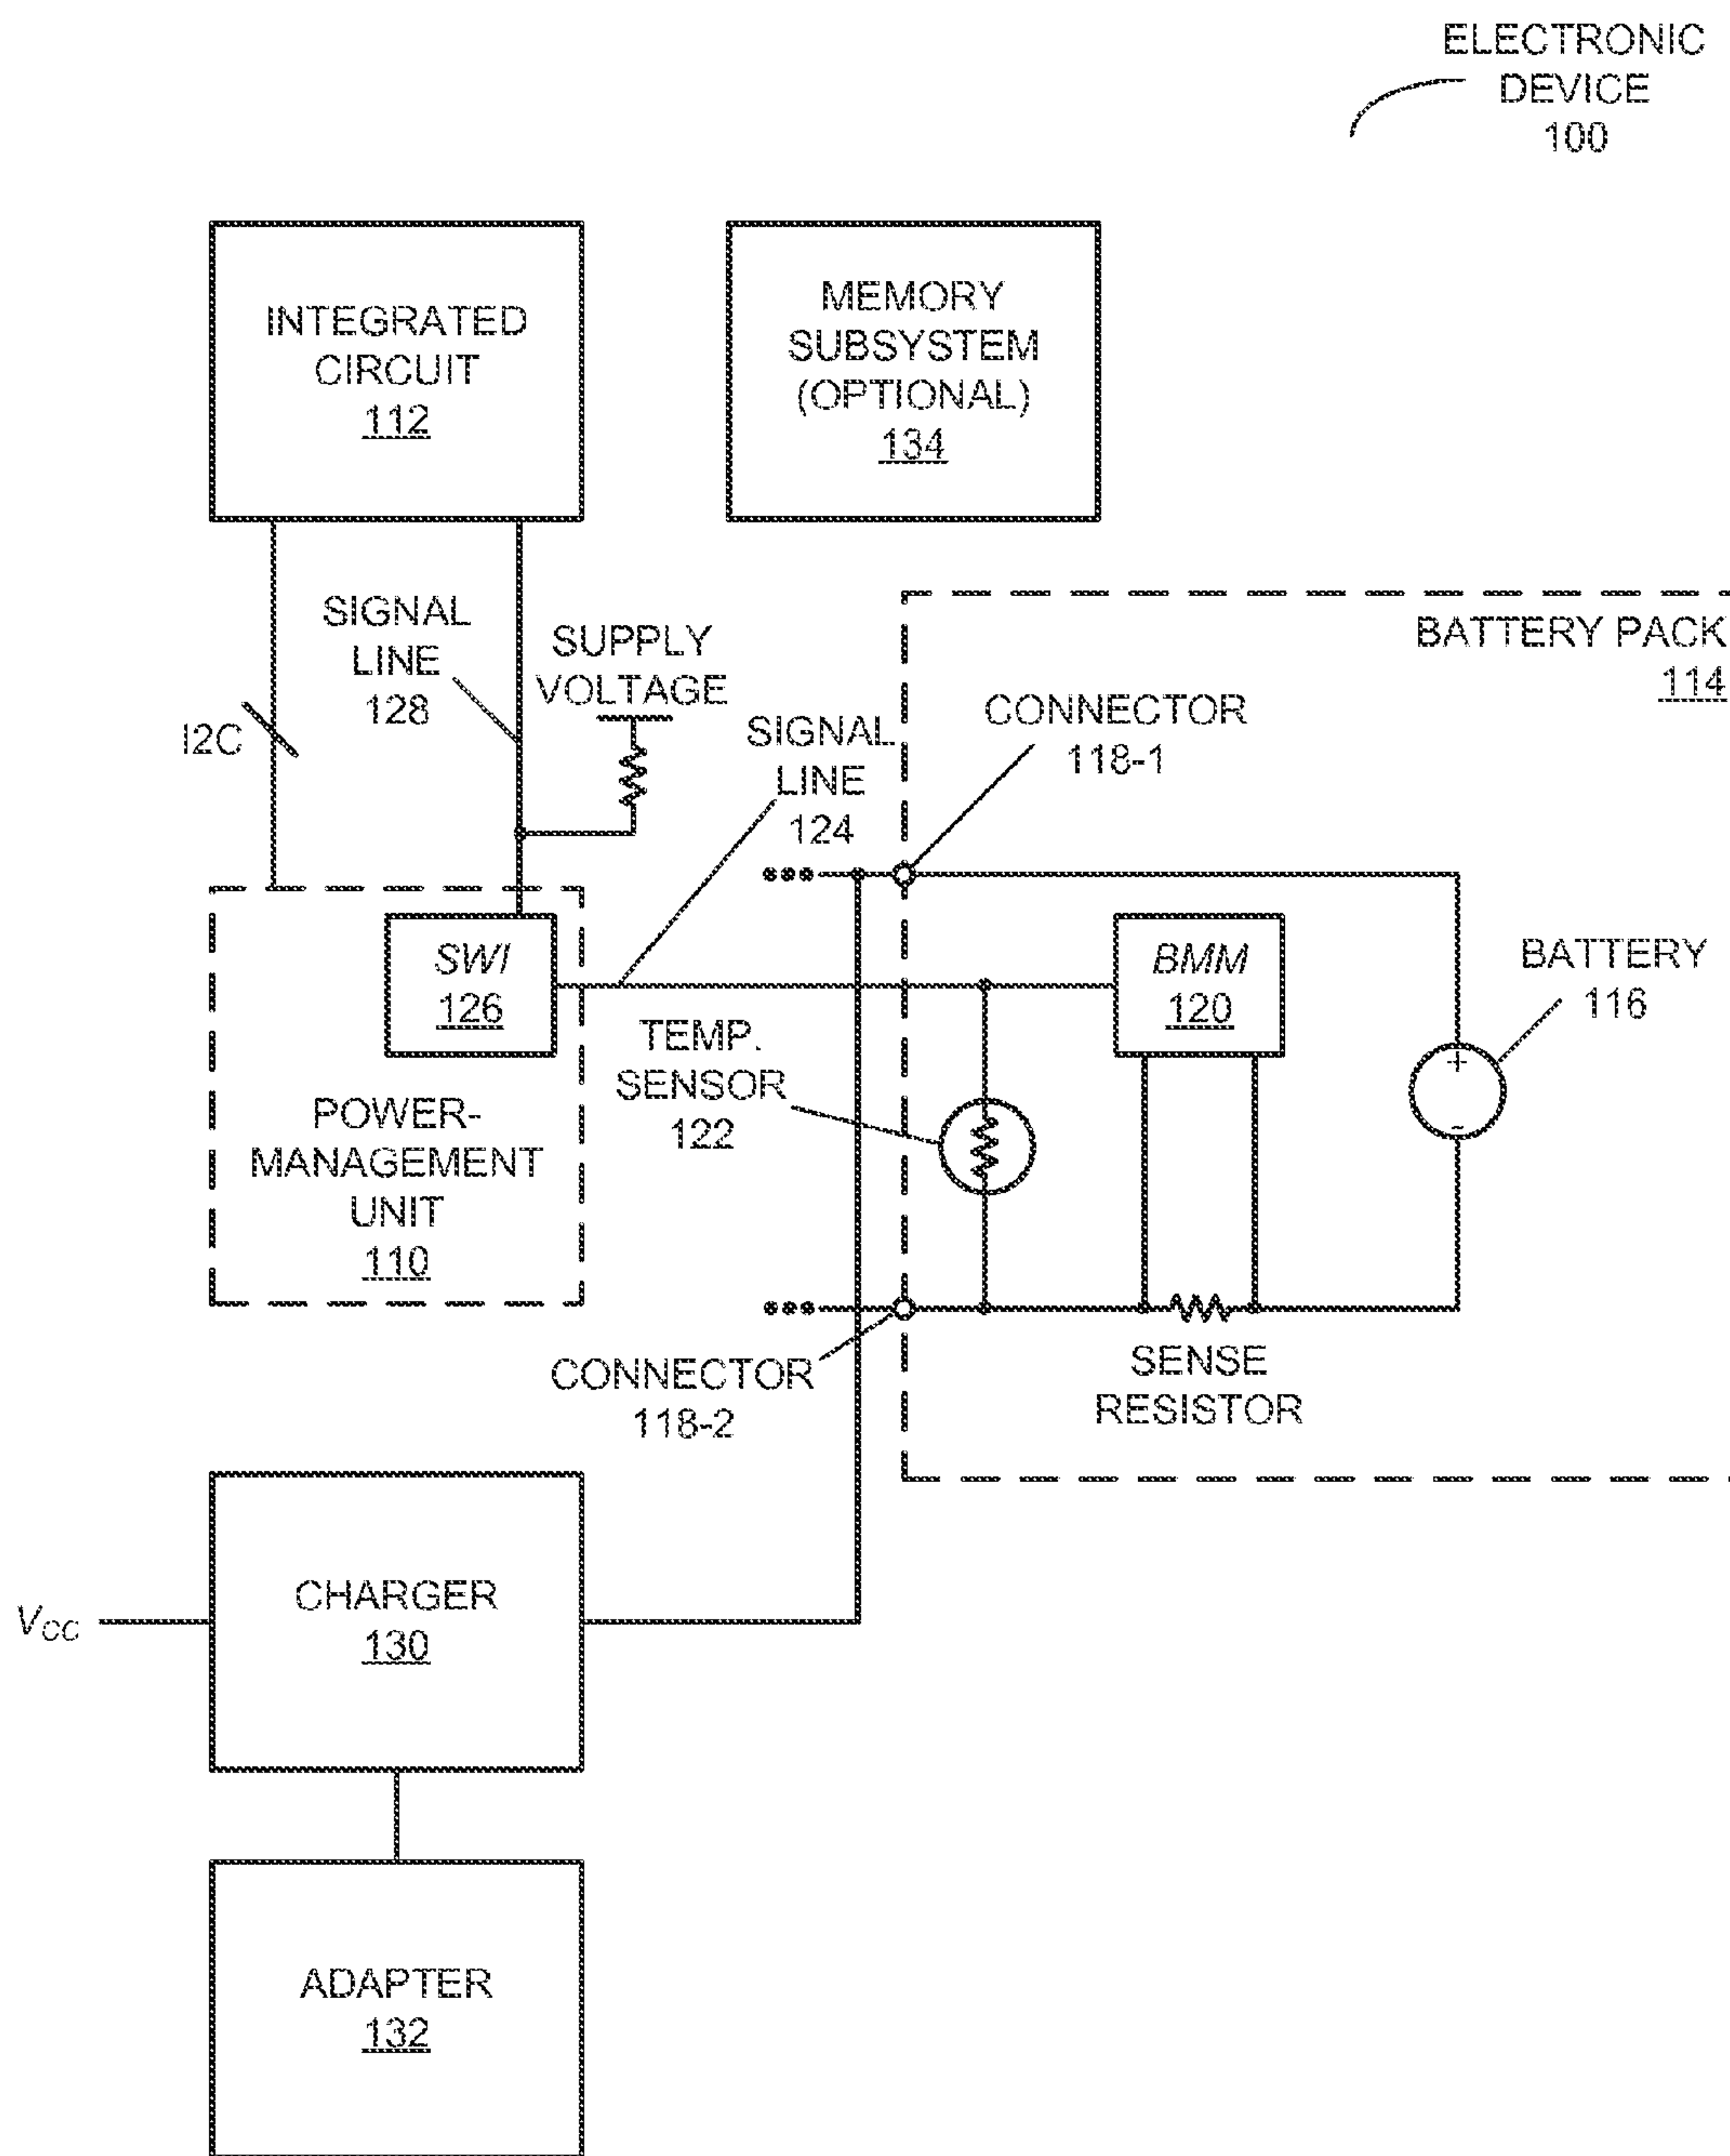 ELECTRONIC
DEVICE
100
INTEGRATED
CIRCUIT
112
MEMORY
SUBSYSTEM
(OPTIONAL)
134
SIGNAL
LINE
128
SUPPLY
VOLTAGE
I2C
SIGNAL
LINE
124
CONNECTOR
118-1
BATTERY PACK
114
SWI
126
BMM
120
BATTERY
116
+
-
TEMP.
SENSOR
122
POWER-
MANAGEMENT
UNIT
110
CONNECTOR
118-2
SENSE
RESISTOR
VCC
CHARGER
130
ADAPTER
132